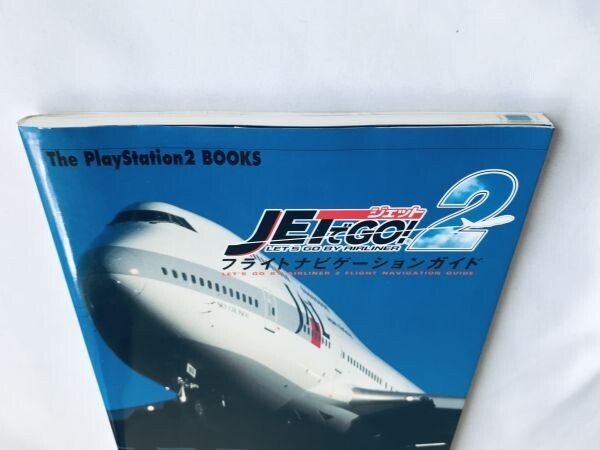 The PlayStation2 BOOKS
ジェット
JETでGO! 2
LET'S GO BY AIRLINER
フライトナビゲーションガイド
LET'S GO BY AIRLINER 2 FLIGHT NAVIGATION GUIDE
JAL